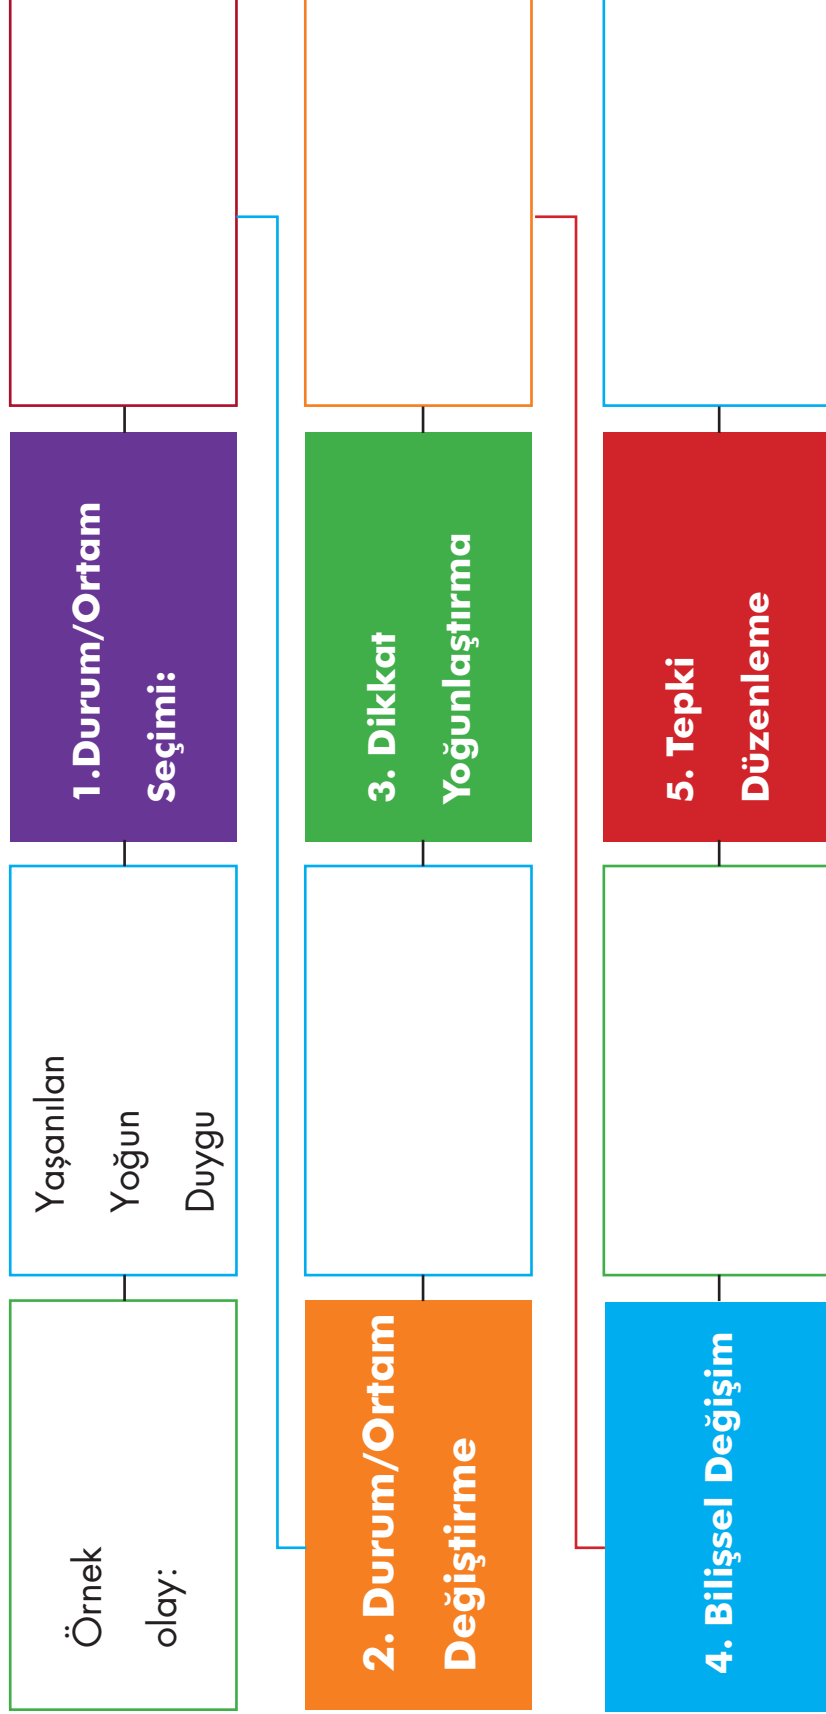 Örnek
olay:
Yaşanılan
Yoğun
Duygu
1.Durum/Ortam
Seçimi:
2. Durum/Ortam
Değiştirme
3. Dikkat
Yoğunlaştırma
4. Bilişsel Değişim
5. Tepki
Düzenleme